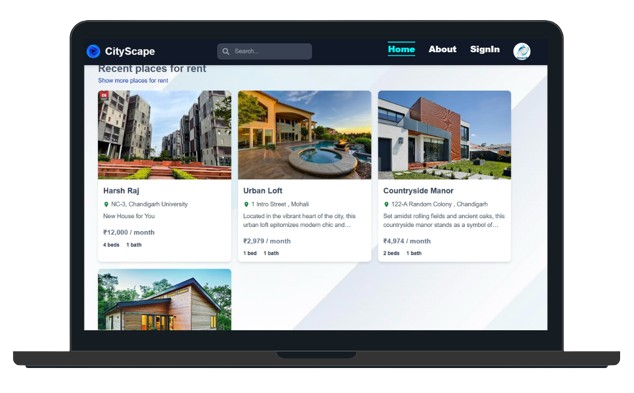 CityScape
Search...
Home
About
SignIn
Recent places for rent
Show more places for rent
Harsh Raj
NC-3, Chandigarh University
New House for You
₹12,000 / month
4 beds 1 bath
Urban Loft
1 Intro Street , Mohali
Located in the vibrant heart of the city, this
urban loft epitomizes modern chic and...
₹2,979 / month
1 bed 1 bath
Countryside Manor
122-A Random Colony , Chandigarh
Set amidst rolling fields and ancient oaks, this
countryside manor stands as a symbol of...
₹4,974 / month
2 beds 1 bath